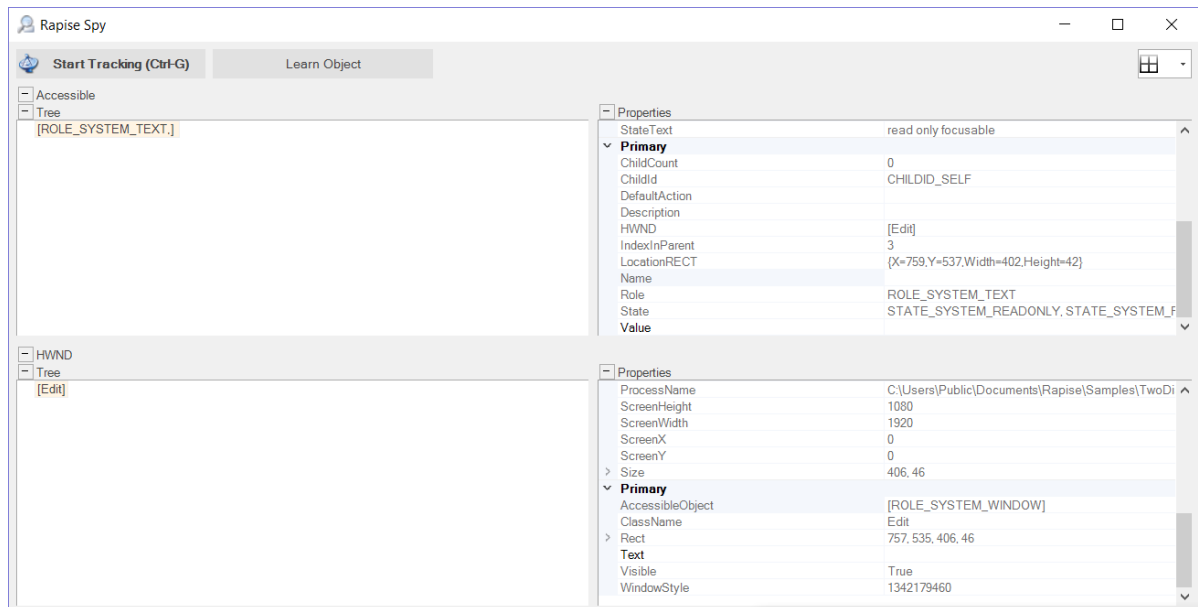 Rapise Spy
Start Tracking (Ctrl-G) Learn Object
Accessible
Tree
[ROLE_SYSTEM_TEXT,]
Properties
StateText read only focusable
Primary
ChildCount 0
ChildId CHILDID_SELF
DefaultAction
Description
HWND [Edit]
IndexInParent 3
LocationRECT {X=759,Y=537,Width=402,Height=42}
Name
Role ROLE_SYSTEM_TEXT
State STATE_SYSTEM_READONLY, STATE_SYSTEM_F
Value
HWND
Tree
[Edit]
Properties
ProcessName C:\Users\Public\Documents\Rapise\Samples\TwoDi
ScreenHeight 1080
ScreenWidth 1920
ScreenX 0
ScreenY 0
Size 406, 46
Primary
AccessibleObject [ROLE_SYSTEM_WINDOW]
ClassName Edit
Rect 757, 535, 406, 46
Text
Visible True
WindowStyle 1342179460